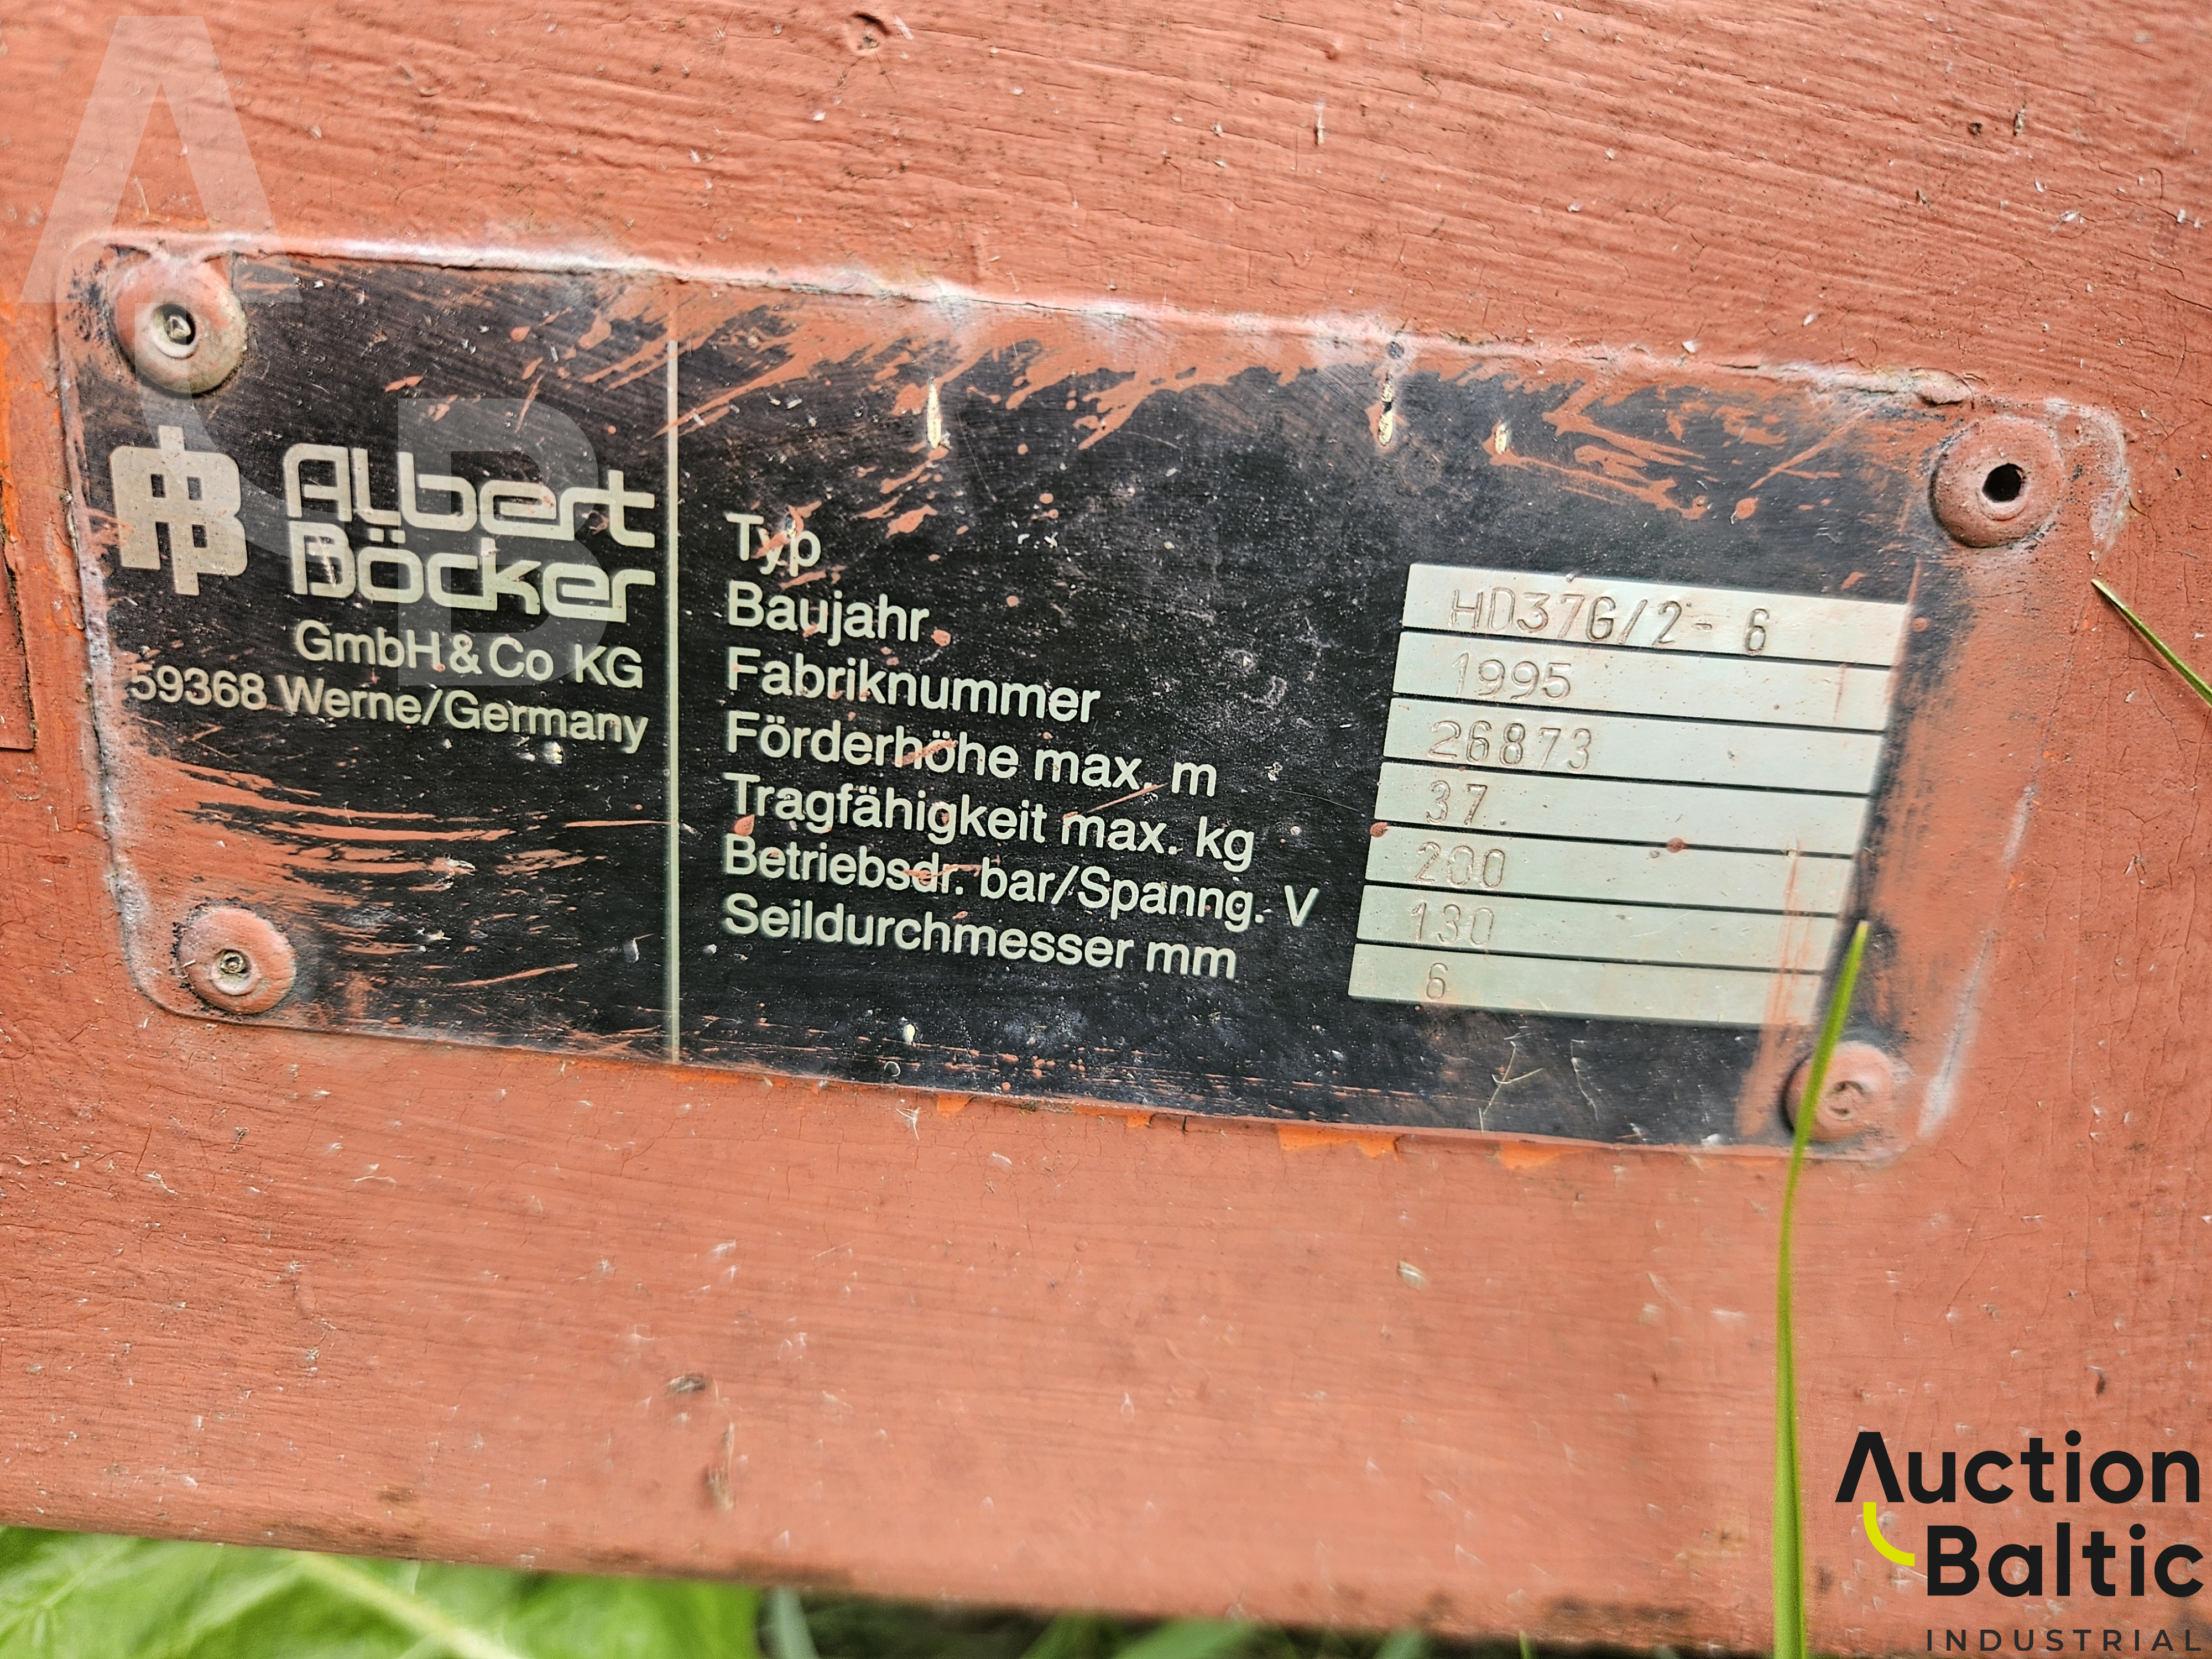 Albert
Böcker
GmbH & Co KG
59368 Werne/Germany
Typ HD37G/2-6
Baujahr 1995
Fabriknummer 26873
Förderhöhe max. m 37.
Tragfähigkeit max. kg 200
Betriebsdr. bar/Spanng. V 130
Seildurchmesser mm 6
ACB
Auction
Baltic
INDUSTRIAL